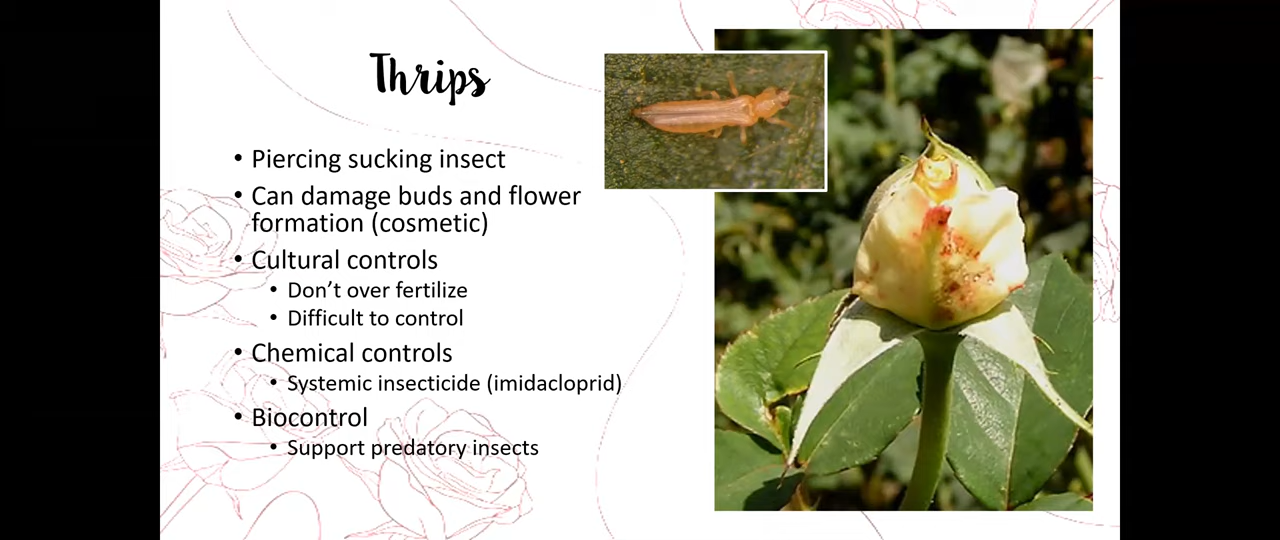 Thrips
• Piercing sucking insect
• Can damage buds and flower
formation (cosmetic)
• Cultural controls
• Don’t over fertilize
• Difficult to control
• Chemical controls
• Systemic insecticide (imidacloprid)
• Biocontrol
• Support predatory insects